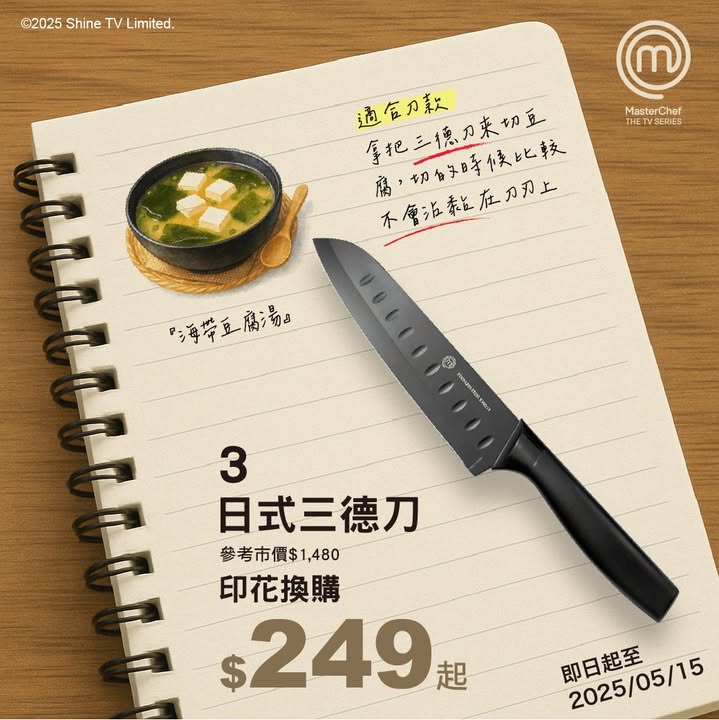 ©2025 Shine TV Limited.
MasterChef
THE TV SERIES
適合刀款
拿把三德刀來切豆
腐，切的時候比較
不會沾黏在刀刃上
『海帶豆腐湯』
3
日式三德刀
參考市價$1,480
印花換購
$249起
即日起至
2025/05/15